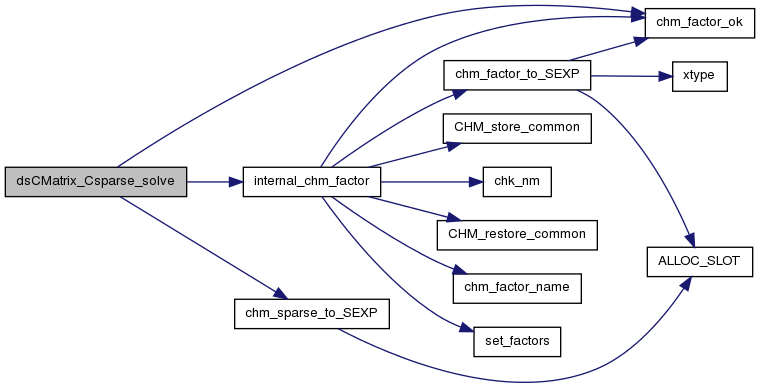 chm_factor_ok
chm_factor_to_SEXP
xtype
CHM_store_common
dsCMatrix_Csparse_solve
internal_chm_factor
chk_nm
CHM_restore_common
ALLOC_SLOT
chm_factor_name
chm_sparse_to_SEXP
set_factors